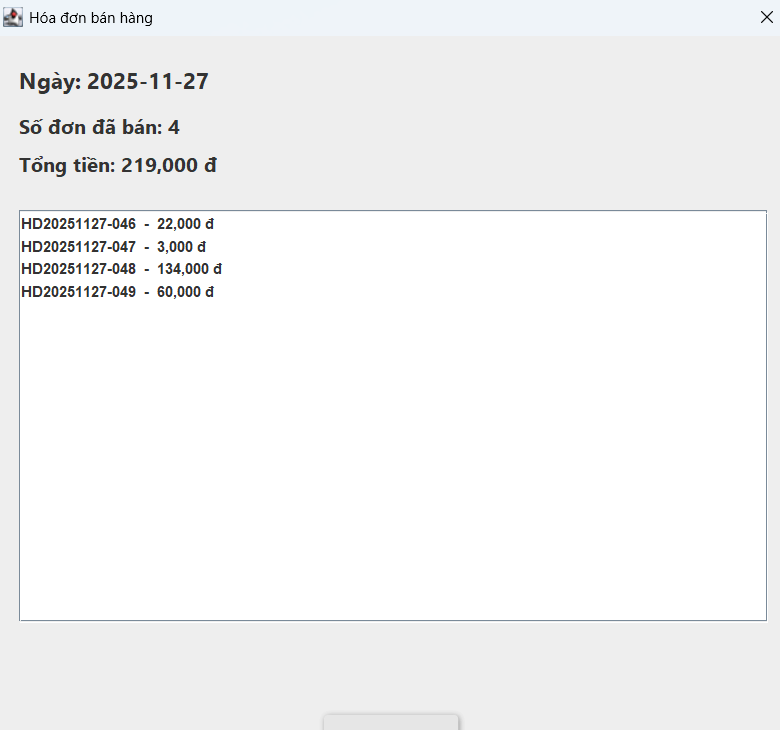 Hóa đơn bán hàng
Ngày: 2025-11-27
Số đơn đã bán: 4
Tổng tiền: 219,000 đ
HD20251127-046 - 22,000 đ
HD20251127-047 - 3,000 đ
HD20251127-048 - 134,000 đ
HD20251127-049 - 60,000 đ